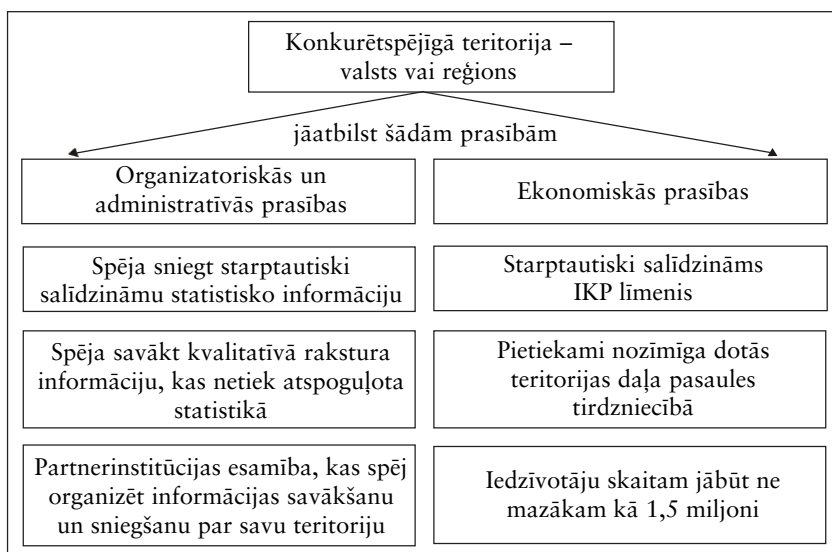 Konkurētspējīgā teritorija –
valsts vai reģions
jāatbilst šādām prasībām
Organizatoriskās un
administratīvās prasības
Spēja sniegt starptautiski
salīdzināmu statistisko informāciju
Spēja savākt kvalitatīvā rakstura
informāciju, kas netiek atspoguļota
statistikā
Partnerinstitūcijas esamība, kas spēj
organizēt informācijas savākšanu
un sniegšanu par savu teritoriju
Ekonomiskās prasības
Starptautiski salīdzināms
IKP līmenis
Pietiekami nozīmīga dotās
teritorijas daļa pasaules
tirdzniecībā
Iedzīvotāju skaitam jābūt ne
mazākam kā 1,5 miljoni